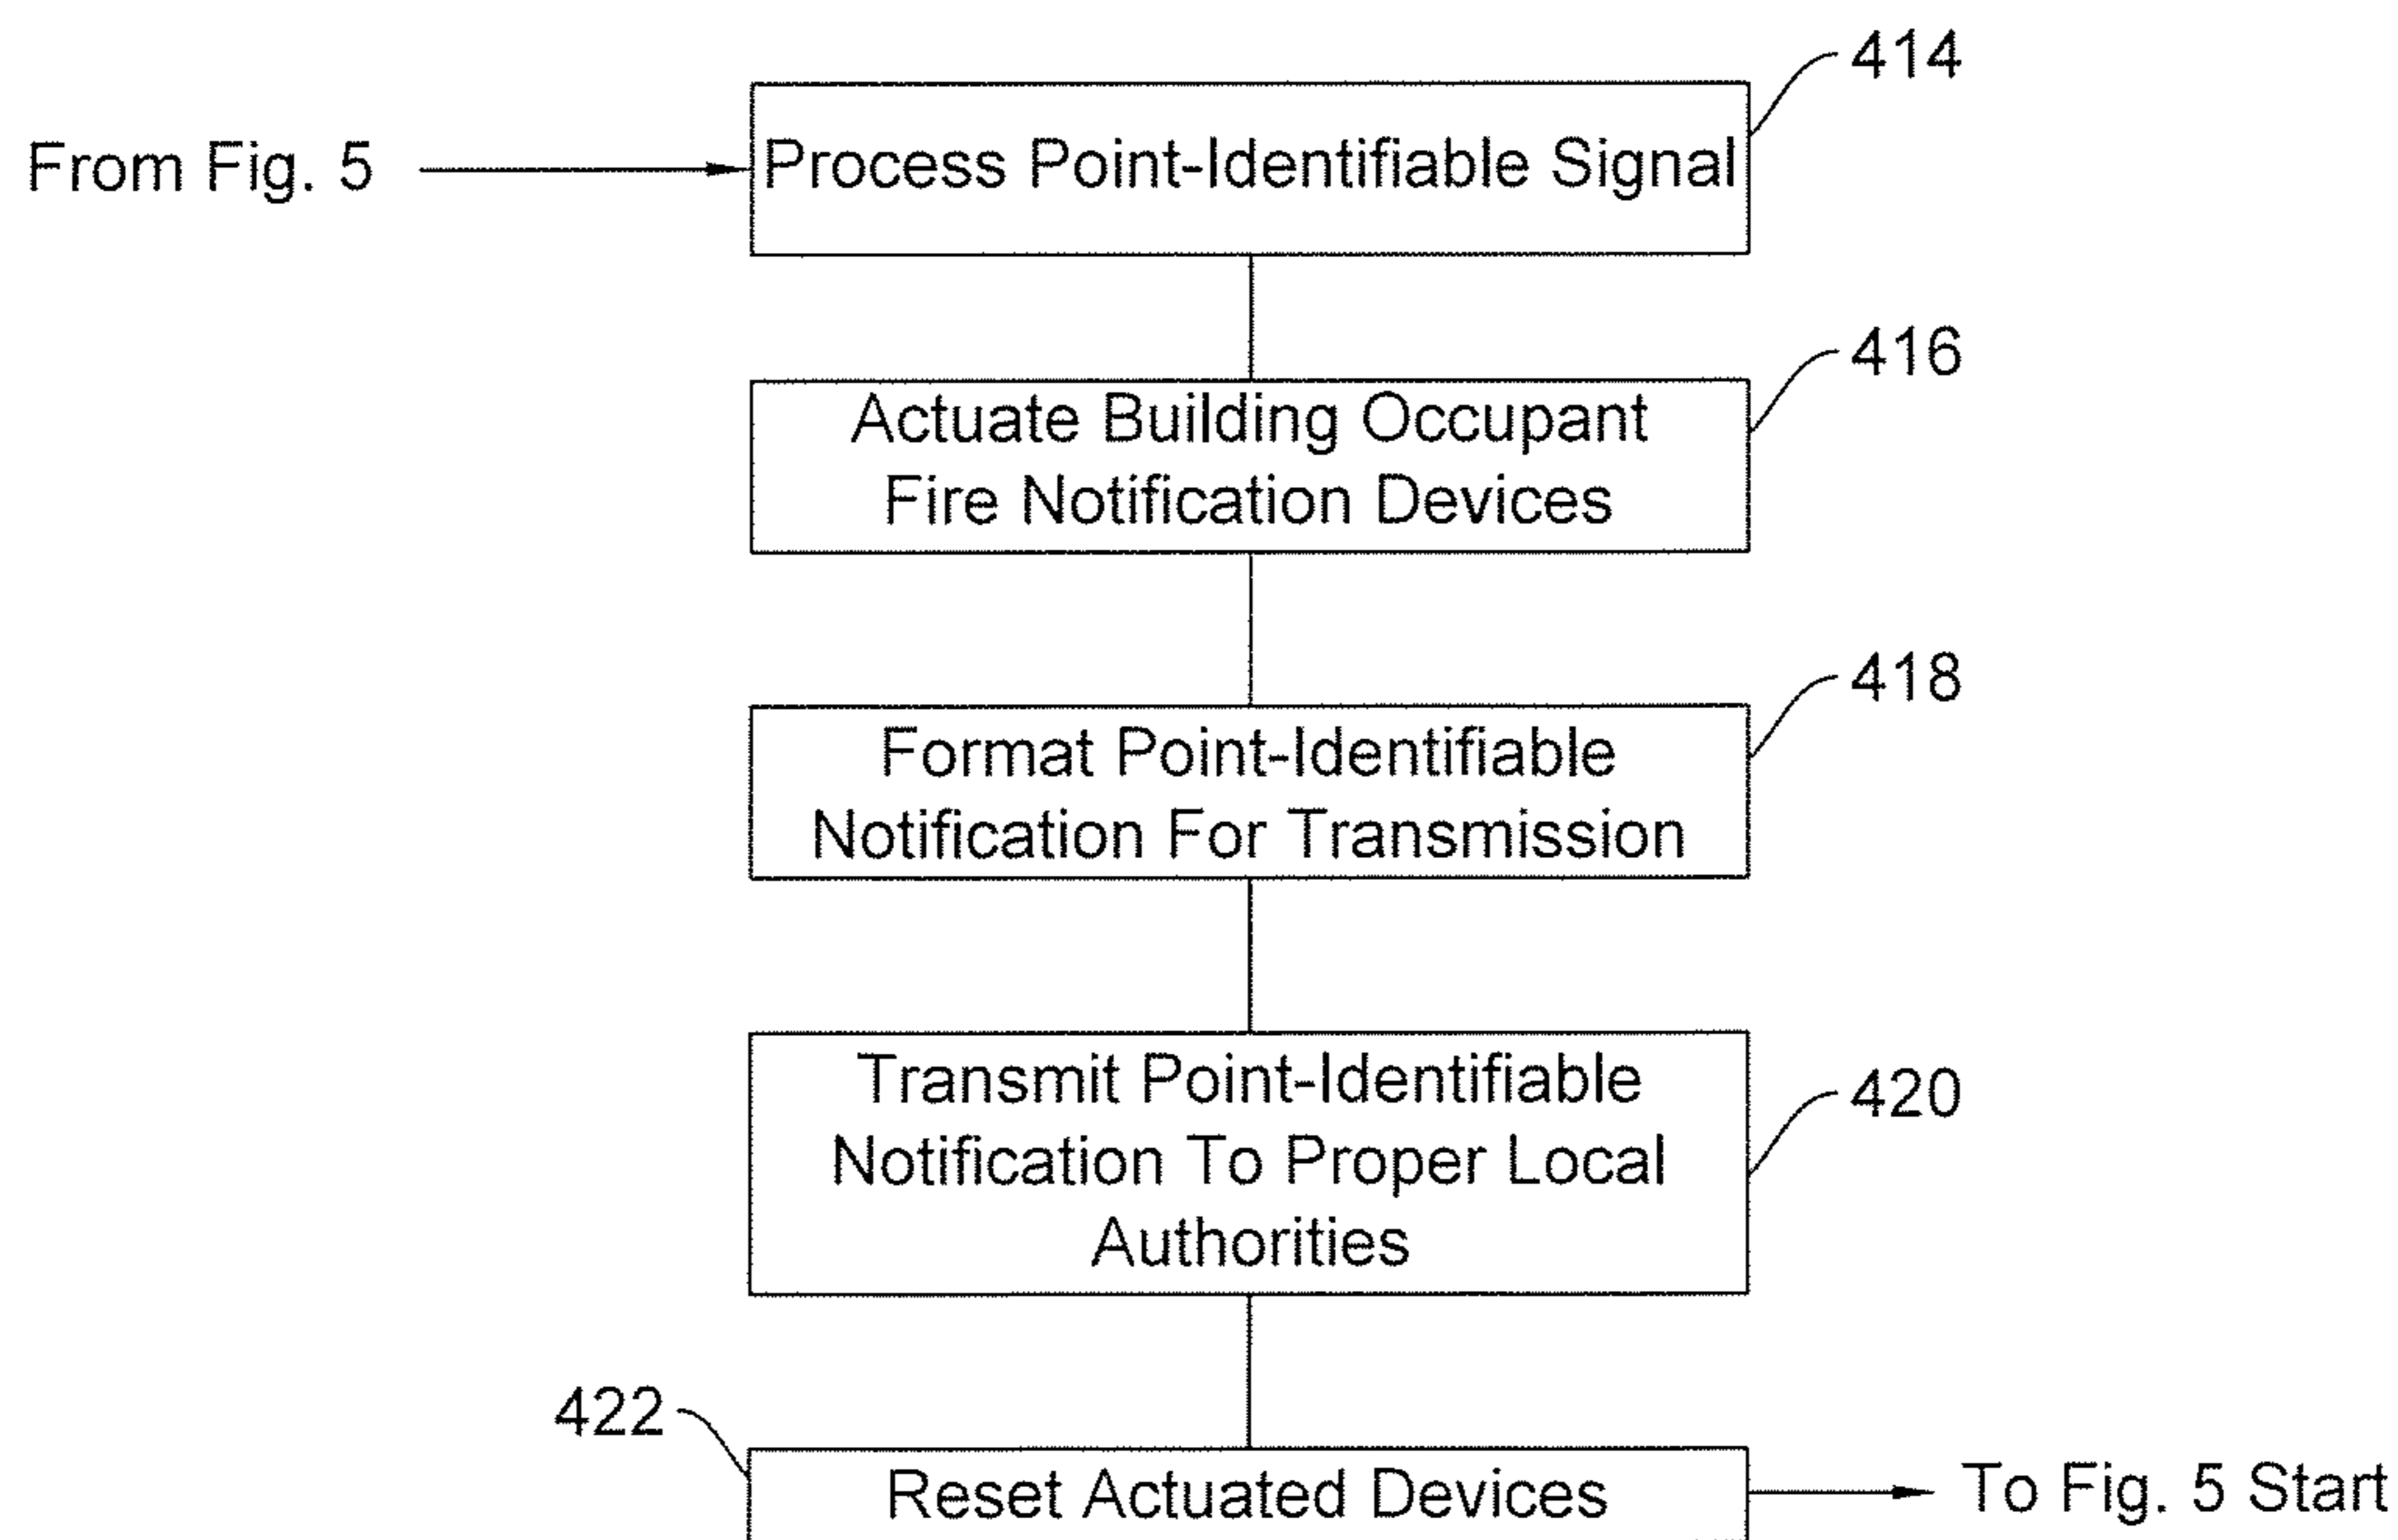 414
From Fig. 5
Process Point-Identifiable Signal
416
Actuate Building Occupant
Fire Notification Devices
418
Format Point-Identifiable
Notification For Transmission
Transmit Point-Identifiable
420
Notification To Proper Local
Authorities
422
Reset Actuated Devices
To Fig. 5 Start